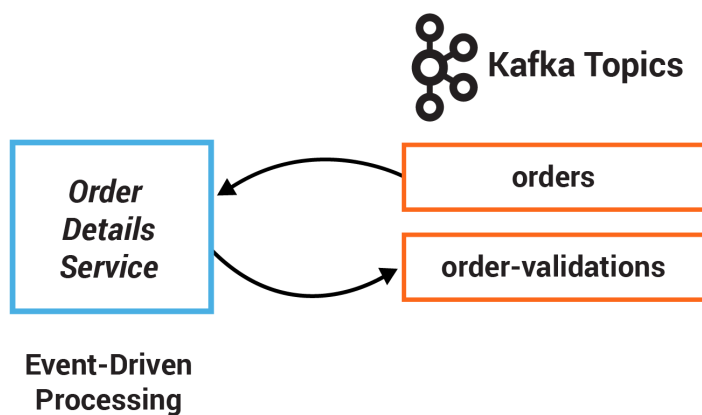 Kafka Topics
orders
Order
Details
Service
order-validations
Event-Driven
Processing